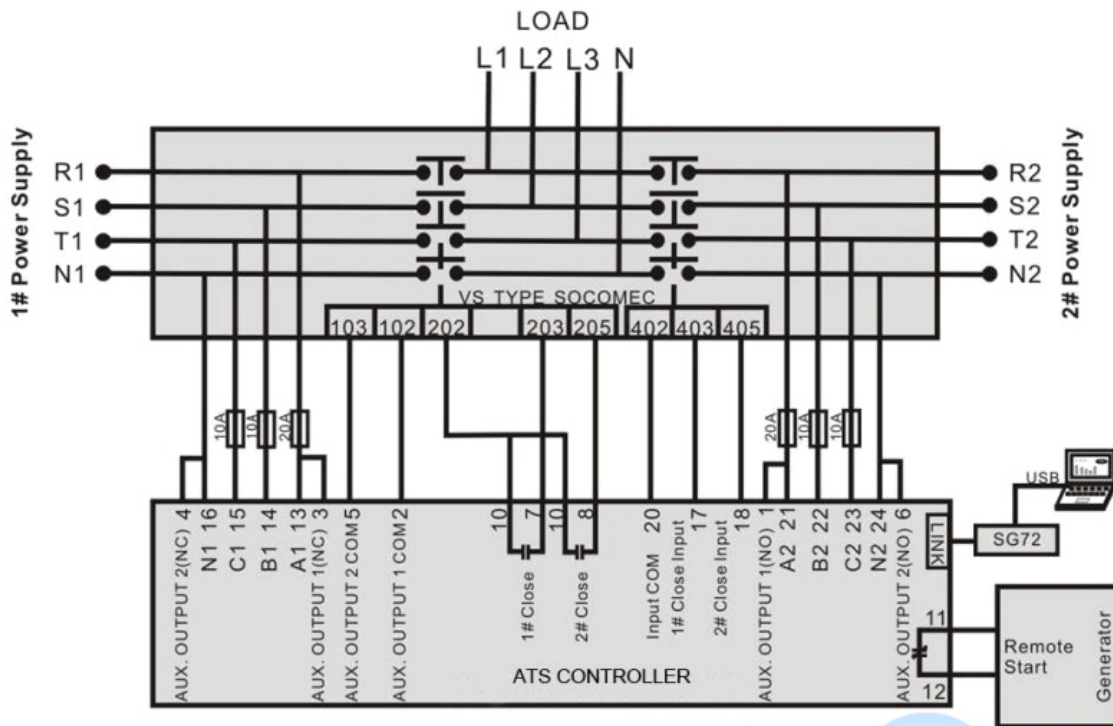 LOAD
L1 L2 L3 N
1# Power Supply
R1
S1
T1
N1
R2
S2
T2
N2
2# Power Supply
VS TYPE SOCOMEC
103 102 202 203 205 402 403 405
10A 10A 20A
20A 10A 10A
USB
4 16 15 14 13 3 5 2 10 7 10 8 20 17 18 1 21 22 23 24 6
AUX. OUTPUT 2(NC)
N1
C1
B1
A1
AUX. OUTPUT 1(NC)
AUX. OUTPUT 2 COM
AUX. OUTPUT 1 COM
1# Close
2# Close
Input COM
1# Close Input
2# Close Input
AUX. OUTPUT 1(NO)
A2
B2
C2
N2
AUX. OUTPUT 2(NO)
LINK
SG72
11
12
Remote
Start
Generator
ATS CONTROLLER